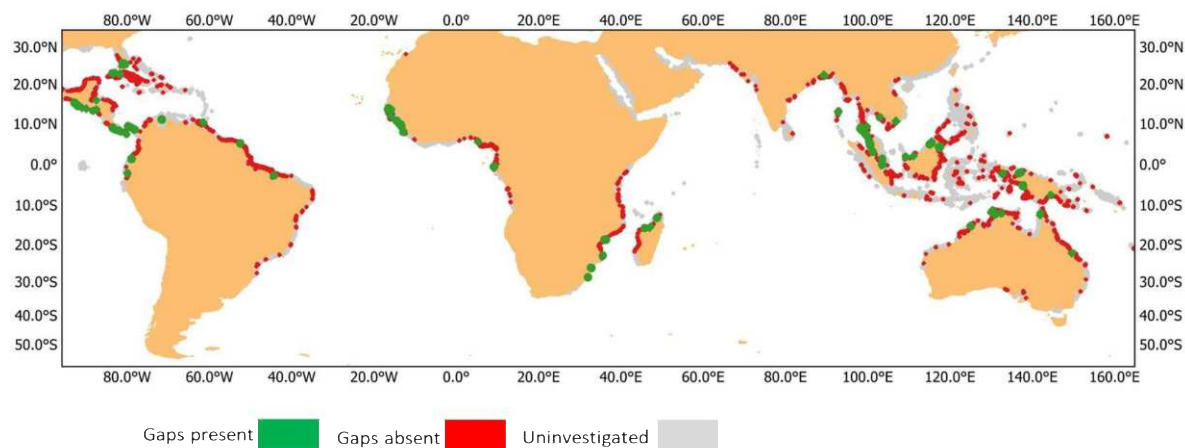 80.0°W 60.0°W 40.0°W 20.0°W 0.0° 20.0°E 40.0°E 60.0°E 80.0°E 100.0°E 120.0°E 140.0°E 160.0°E
30.0°N 30.0°N
20.0°N 20.0°N
10.0°N 10.0°N
0.0° 0.0°
10.0°S 10.0°S
20.0°S 20.0°S
30.0°S 30.0°S
40.0°S 40.0°S
50.0°S 50.0°S
80.0°W 60.0°W 40.0°W 20.0°W 0.0° 20.0°E 40.0°E 60.0°E 80.0°E 100.0°E 120.0°E 140.0°E 160.0°E
Gaps present Gaps absent Uninvestigated